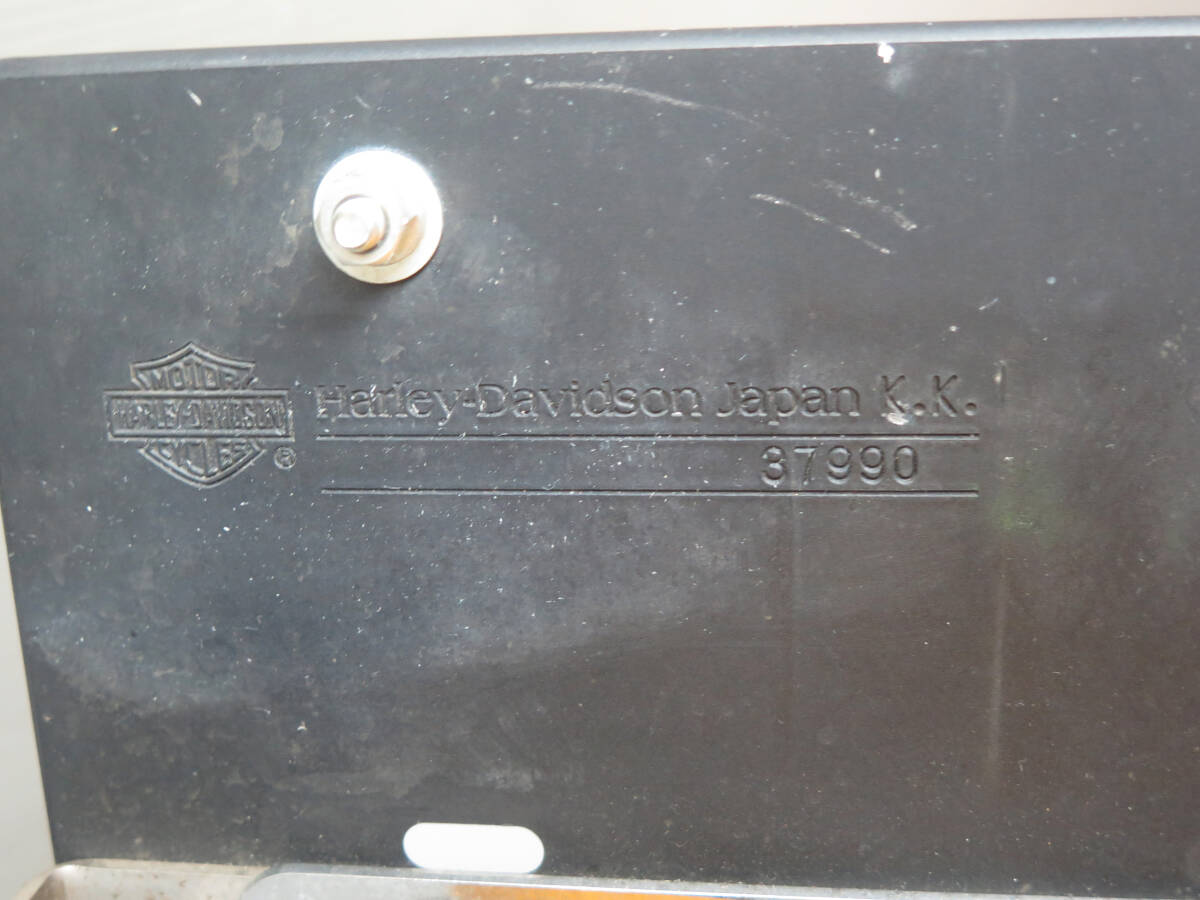 MOTOR
HARLEY-DAVIDSON
CYCLES
®
Harley-Davidson Japan K.K.
37990